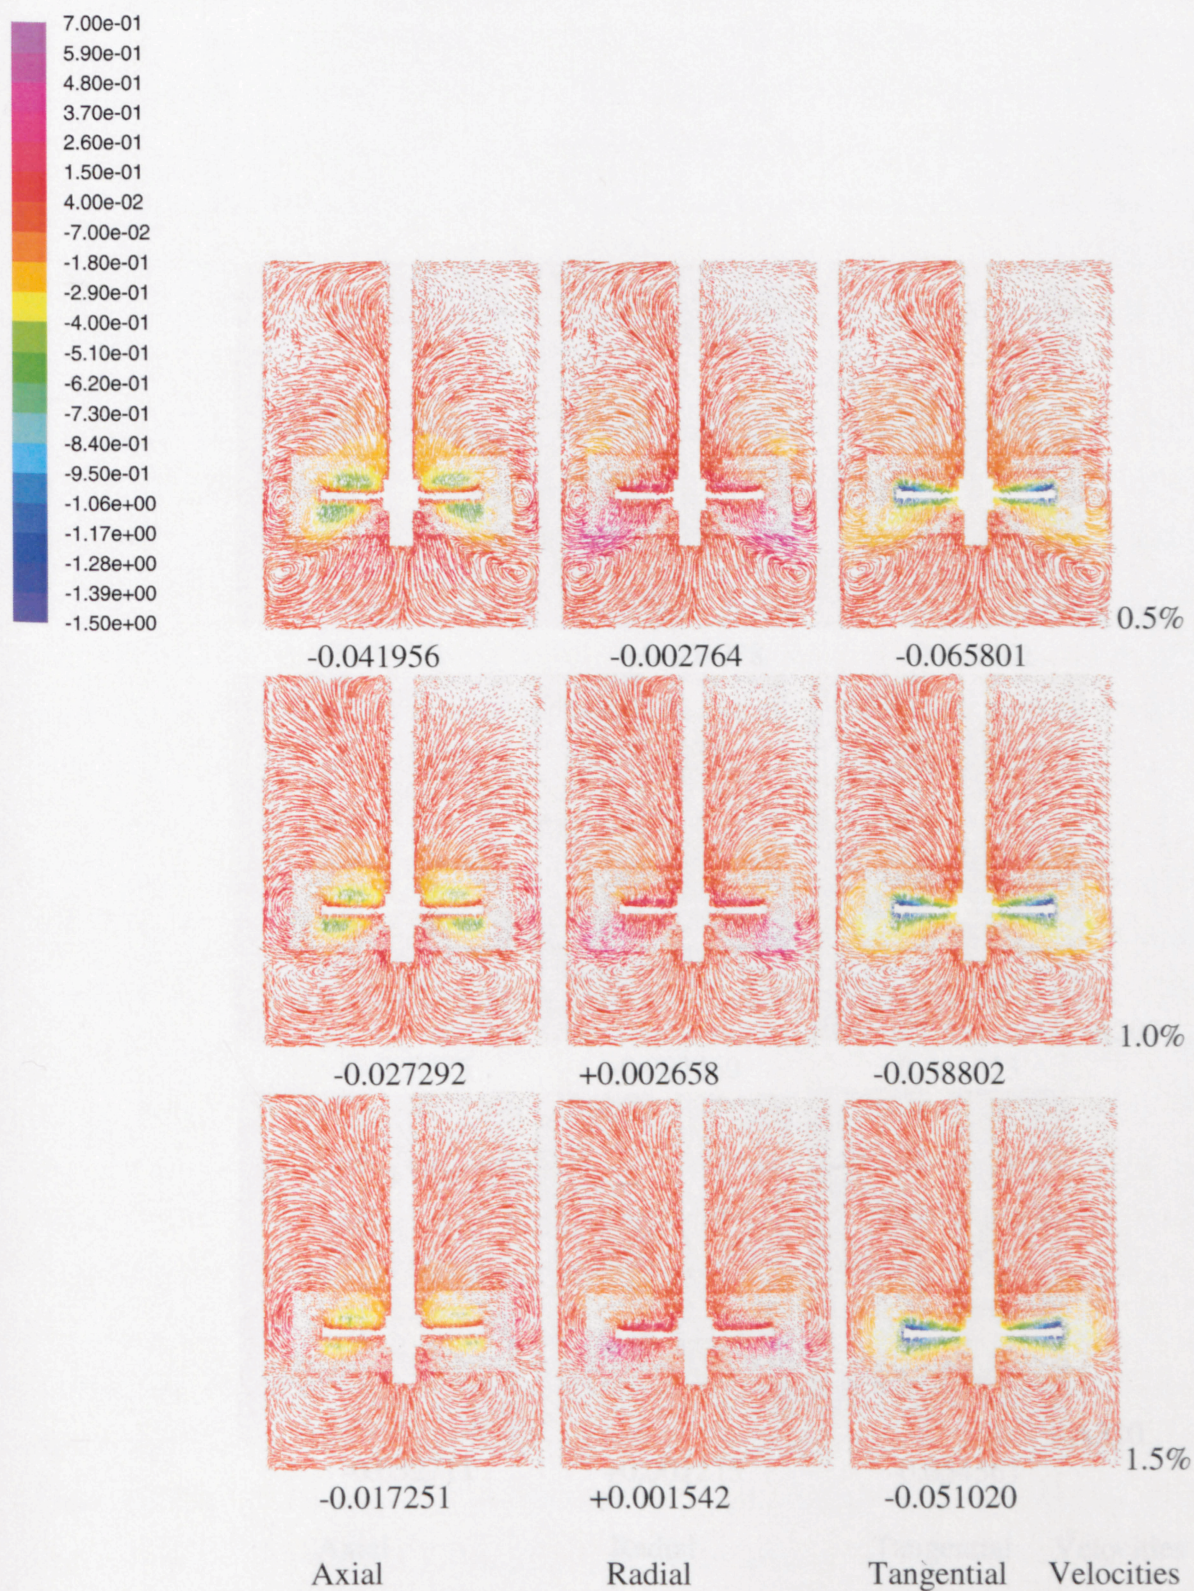 7.00e-01
5.90e-01
4.80e-01
3.70e-01
2.60e-01
1.50e-01
4.00e-02
-7.00e-02
-1.80e-01
-2.90e-01
-4.00e-01
-5.10e-01
-6.20e-01
-7.30e-01
-8.40e-01
-9.50e-01
-1.06e+00
-1.17e+00
-1.28e+00
-1.39e+00
-1.50e+00
0.5%
-0.041956 -0.002764 -0.065801
1.0%
-0.027292 +0.002658 -0.058802
1.5%
-0.017251 +0.001542 -0.051020
Axial Radial Tangential Velocities